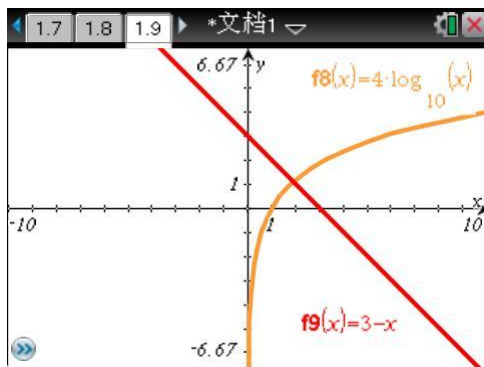 1.7 1.8 1.9 *文档1
6.67 y
f8(x)=4·log10(x)
1
x
-10 1 10
f9(x)=3-x
-6.67